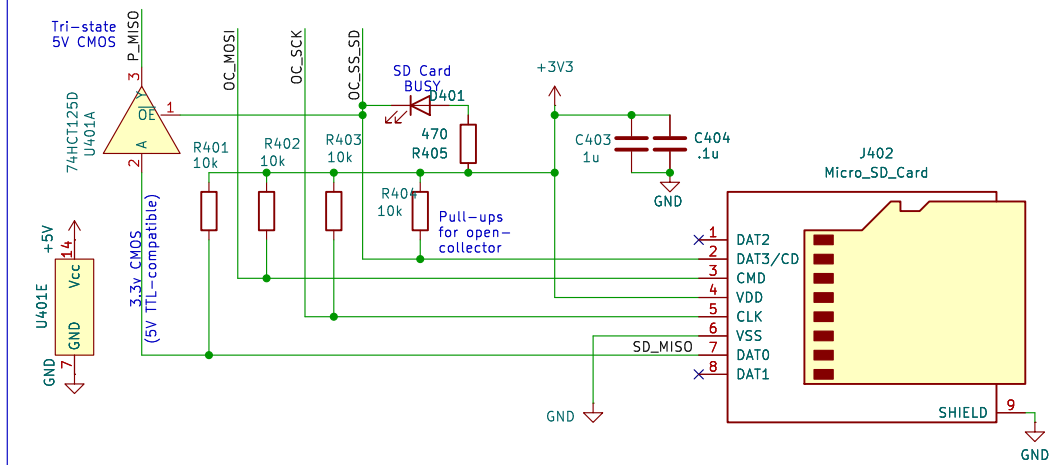 Tri-state
5V CMOS
P_MISO
3
Y
OE
1
A
2
74HCT125D
U401A
OC_MOSI
OC_SCK
OC_SS_SD
SD Card
BUSY
D401
470
R405
+3V3
C403
1u
C404
.1u
GND
R401
10k
R402
10k
R403
10k
R404
10k
Pull-ups
for open-
collector
+5V
14
Vcc
U401E
GND
7
GND
3.3v CMOS
(5V TTL-compatible)
J402
Micro_SD_Card
1 DAT2
2 DAT3/CD
3 CMD
4 VDD
5 CLK
6 VSS
SD_MISO 7 DAT0
8 DAT1
GND
SHIELD 9
GND